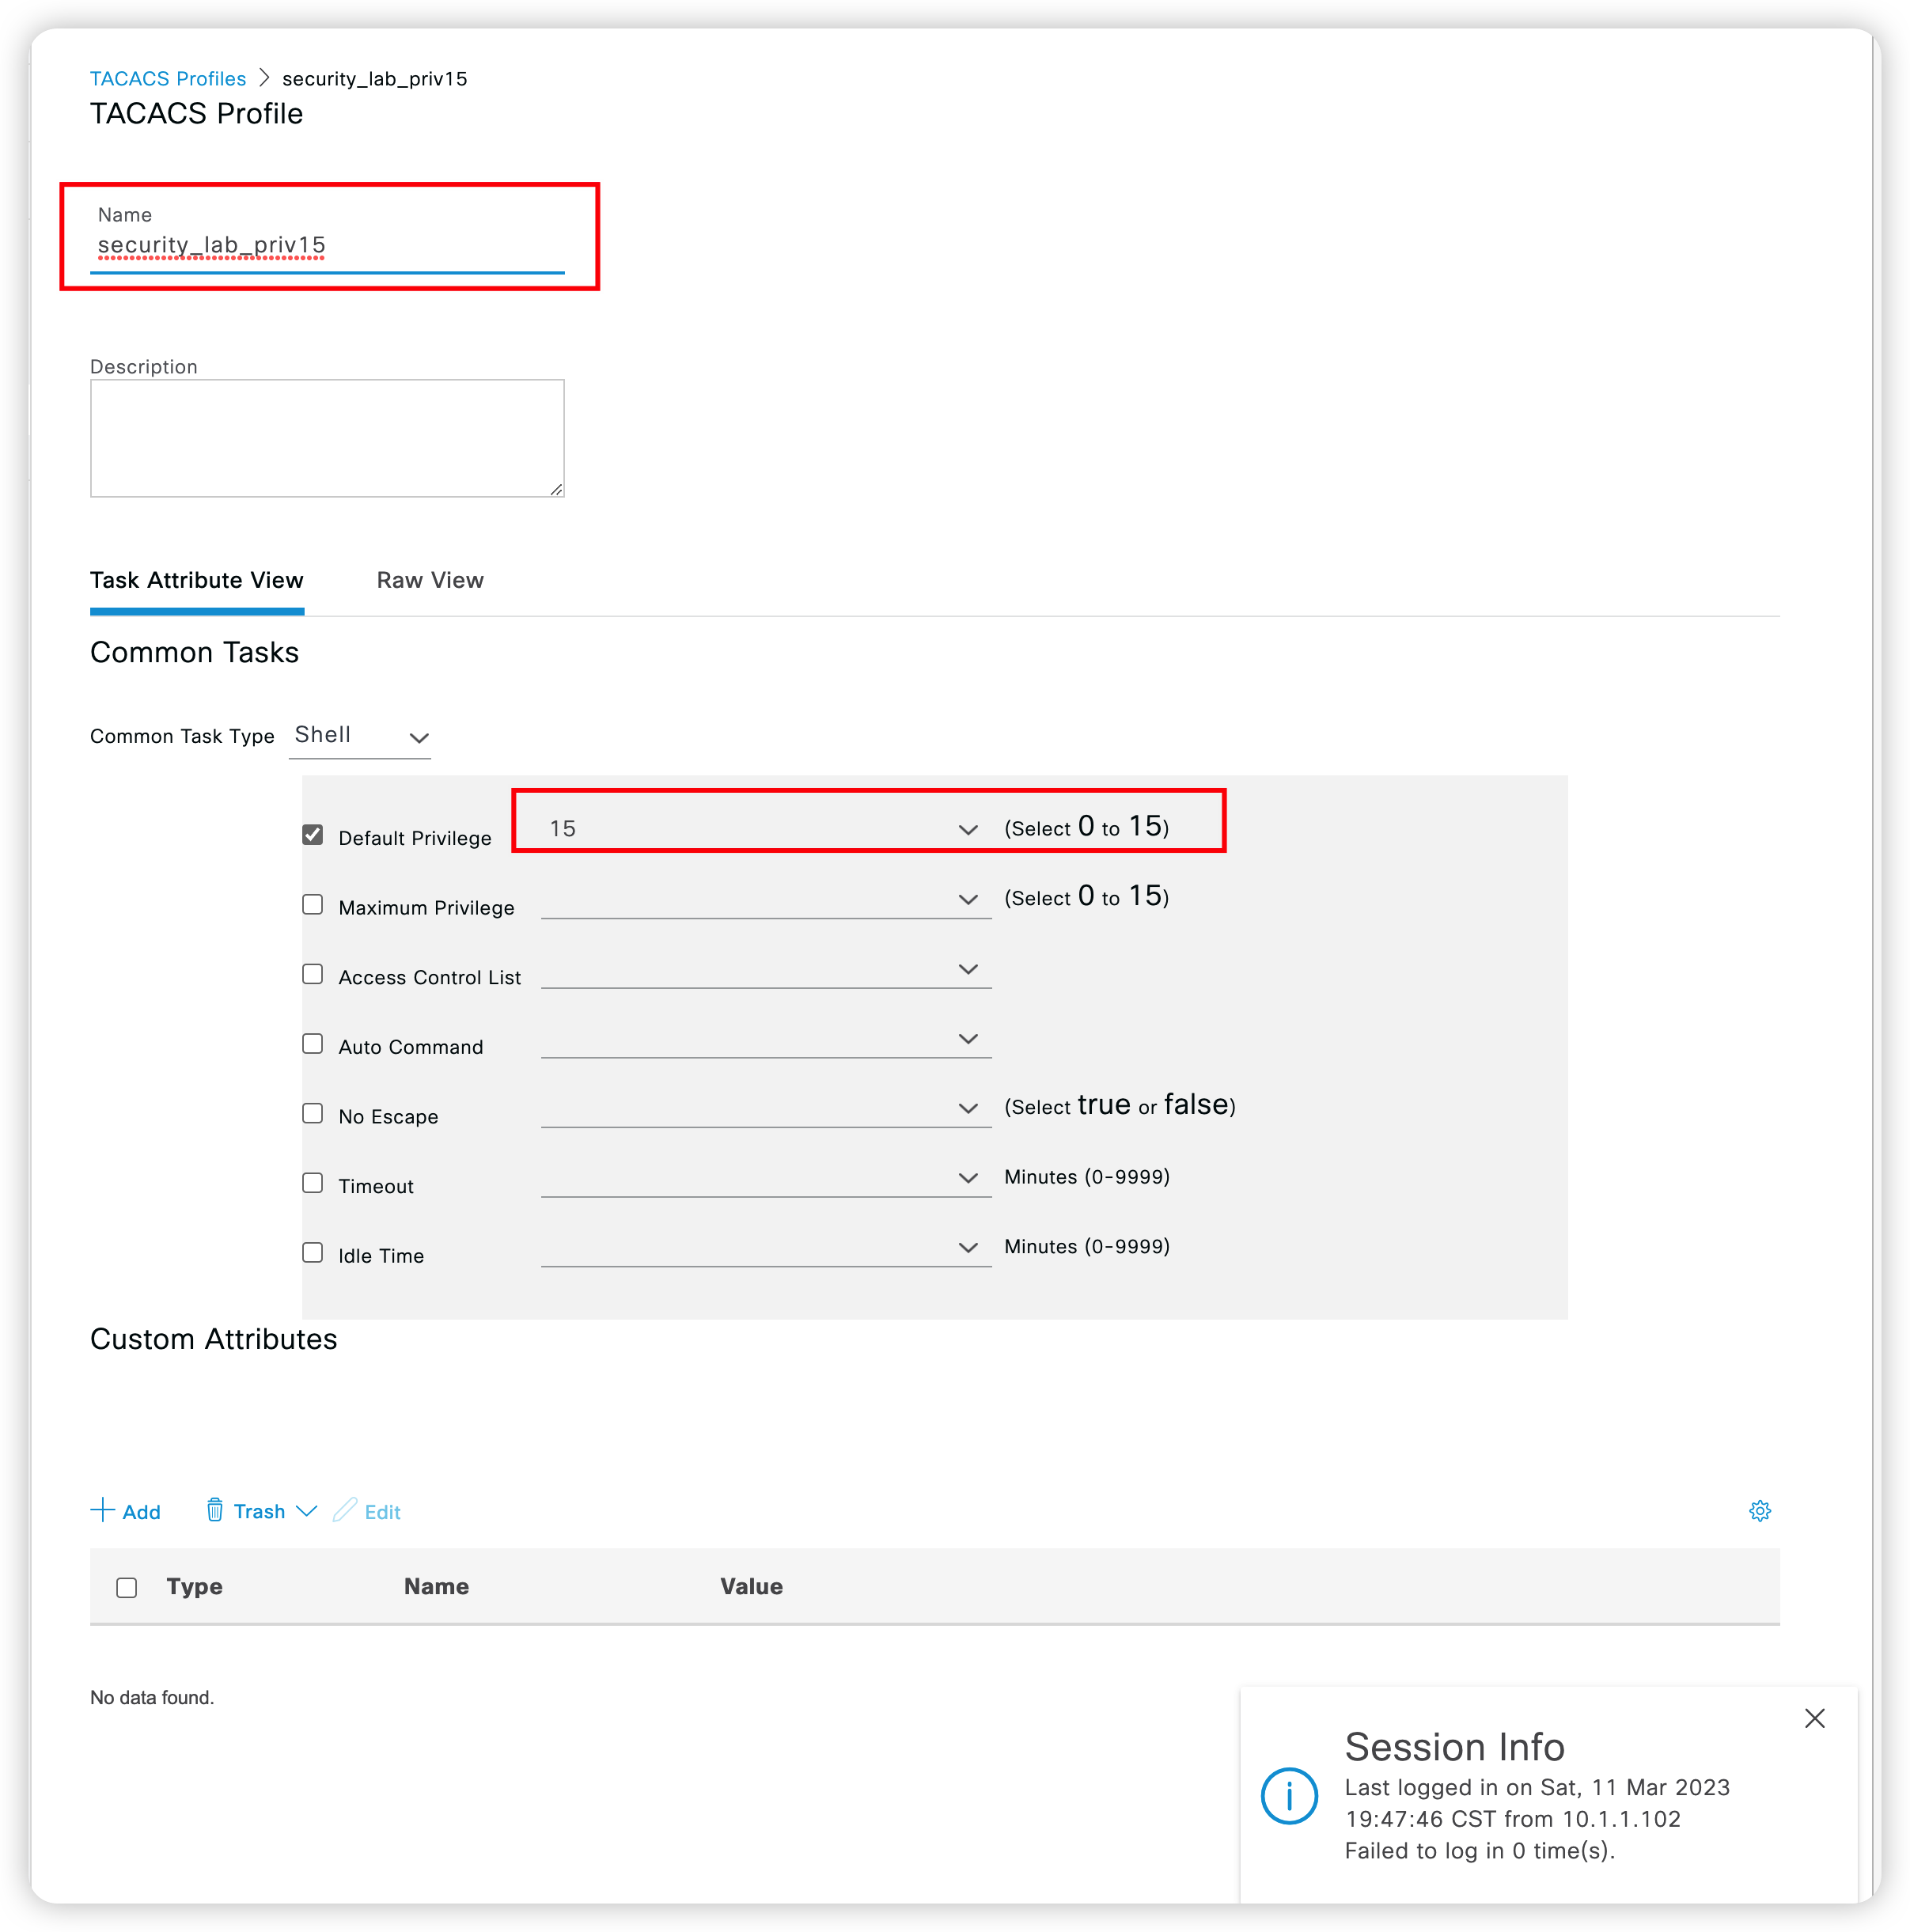 TACACS Profiles > security_lab_priv15
TACACS Profile
Name
security_lab_priv15
Description
Task Attribute View Raw View
Common Tasks
Common Task Type Shell
Default Privilege 15 (Select 0 to 15)
Maximum Privilege (Select 0 to 15)
Access Control List
Auto Command
No Escape (Select true or false)
Timeout Minutes (0-9999)
Idle Time Minutes (0-9999)
Custom Attributes
Add Trash Edit
Type Name Value
No data found.
Session Info
Last logged in on Sat, 11 Mar 2023
19:47:46 CST from 10.1.1.102
Failed to log in 0 time(s).